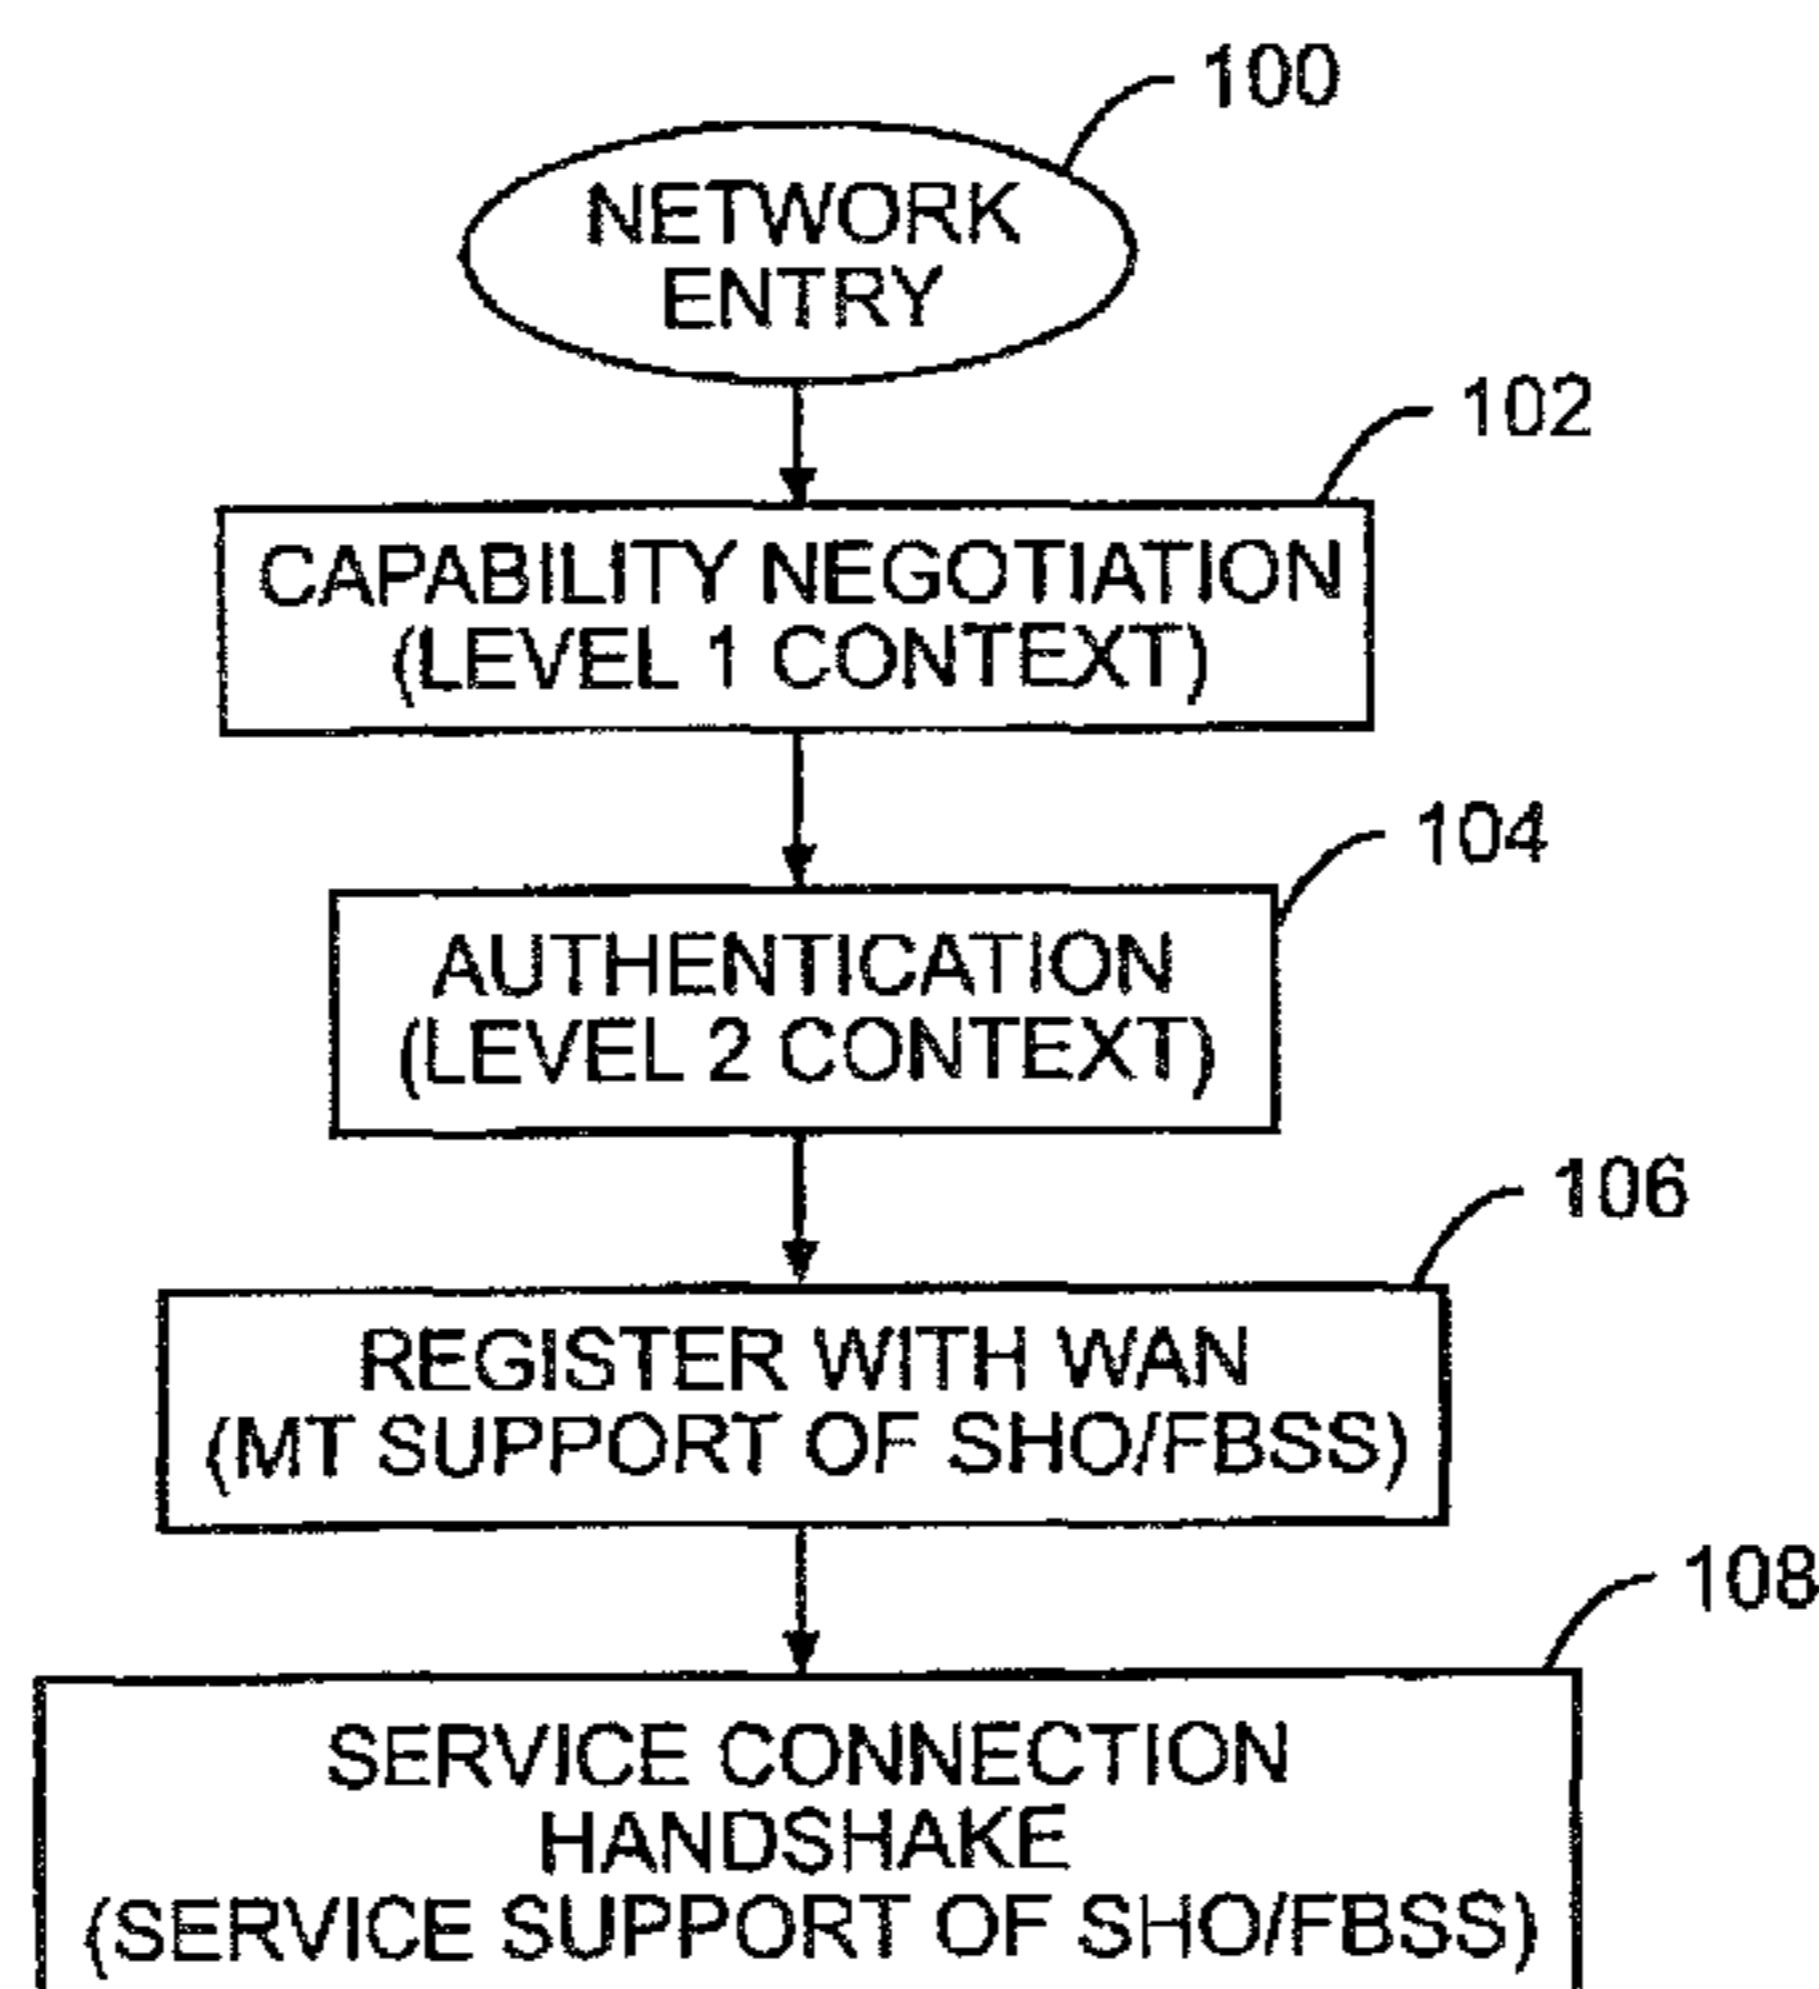 100
NETWORK
ENTRY
102
CAPABILITY NEGOTIATION
(LEVEL 1 CONTEXT)
104
AUTHENTICATION
(LEVEL 2 CONTEXT)
106
REGISTER WITH WAN
(MT SUPPORT OF SHO/FBSS)
108
SERVICE CONNECTION
HANDSHAKE
(SERVICE SUPPORT OF SHO/FBSS)